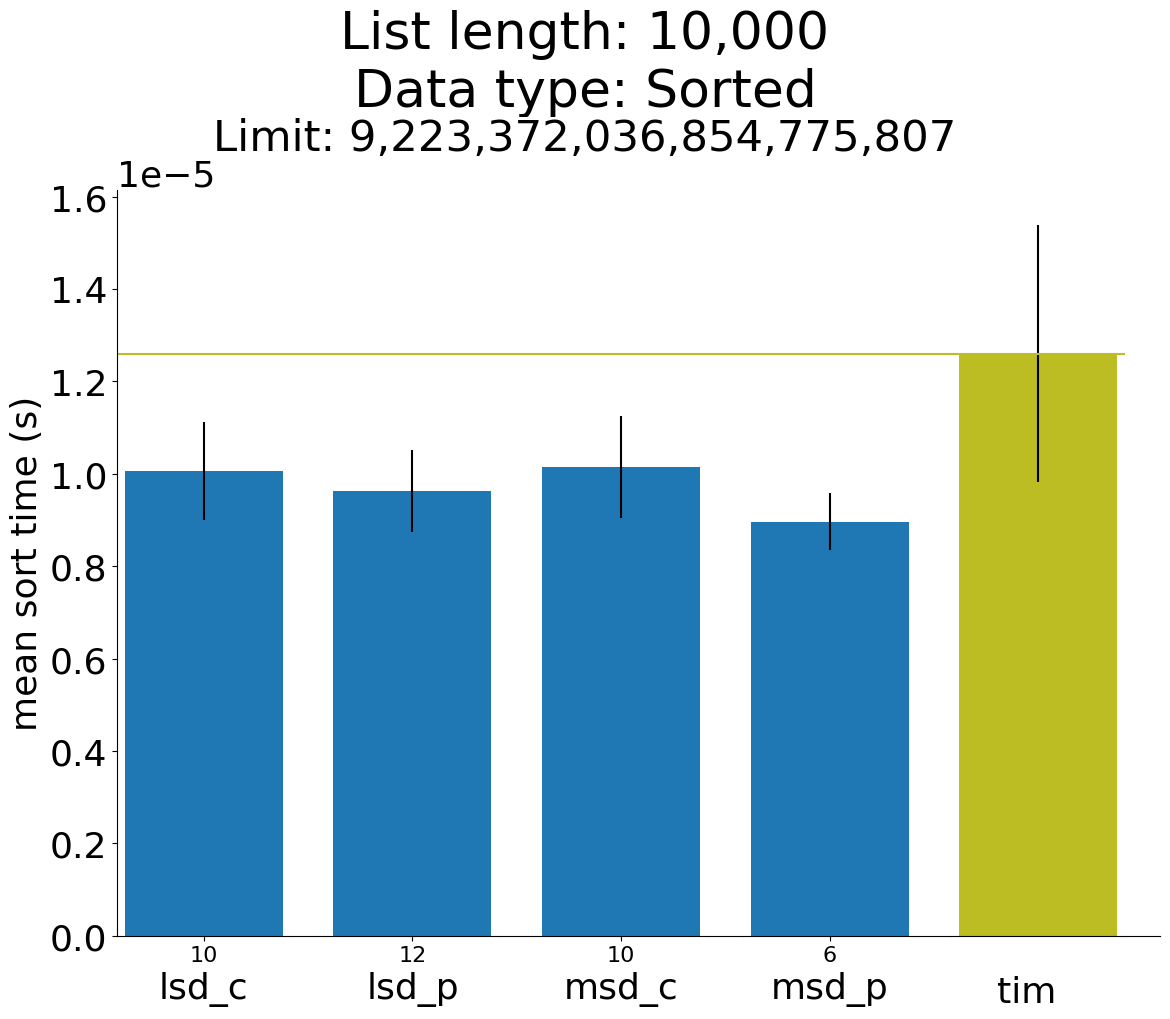 List length: 10,000
Data type: Sorted
Limit: 9,223,372,036,854,775,807
1e−5
1.6
1.4
1.2
1.0
0.8
0.6
0.4
0.2
0.0
mean sort time (s)
10 12 10 6
lsd_c lsd_p msd_c msd_p tim